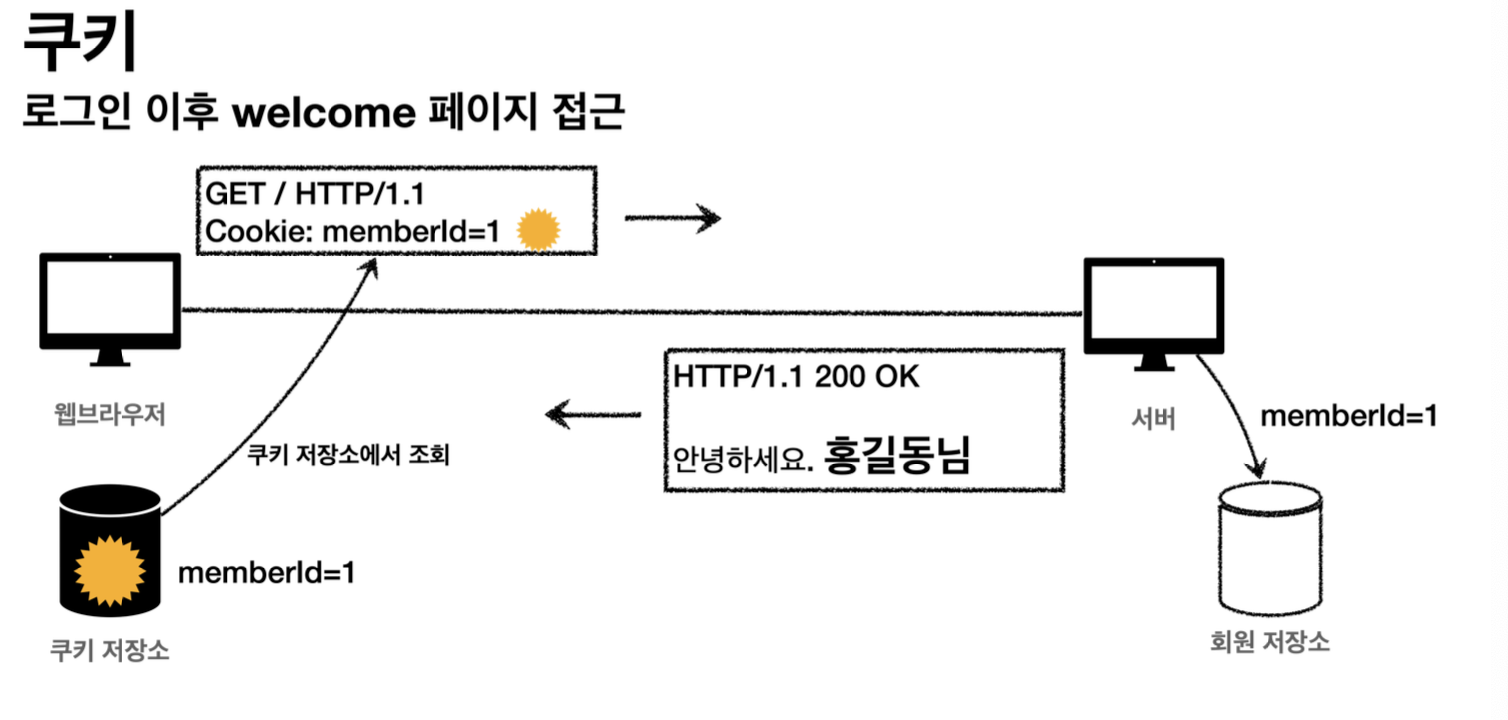 쿠키
로그인 이후 welcome 페이지 접근
GET / HTTP/1.1
Cookie: memberId=1
웹브라우저
쿠키 저장소에서 조회
HTTP/1.1 200 OK
안녕하세요. 홍길동님
서버
memberId=1
memberId=1
쿠키 저장소
회원 저장소